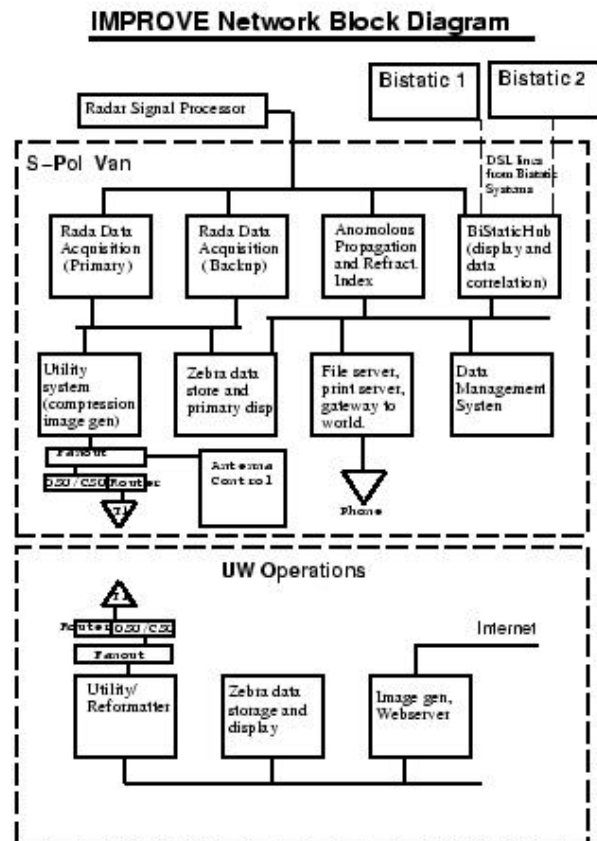 IMPROVE Network Block Diagram
Bistatic 1
Bistatic 2
Radar Signal Processor
S-Pol Van
DSL lines
from Bistatic
Systems
Rada Data
Acquisition
(Primary)
Rada Data
Acquisition
(Backup)
Anomolous
Propagation
and Refract.
Index
BiStaticHub
(display and
data
correlation)
Utility
system
(compression
image gen)
Zebra data
store and
primary disp
File server,
print server,
gateway to
world.
Data
Management
Systen
Fanout
DSU/CSU
Router
T1
Antenna
Control
Phone
UW Operations
T1
Router
DSU/CSU
Fanout
Internet
Utility/
Reformatter
Zebra data
storage and
display
Image gen,
Webserver